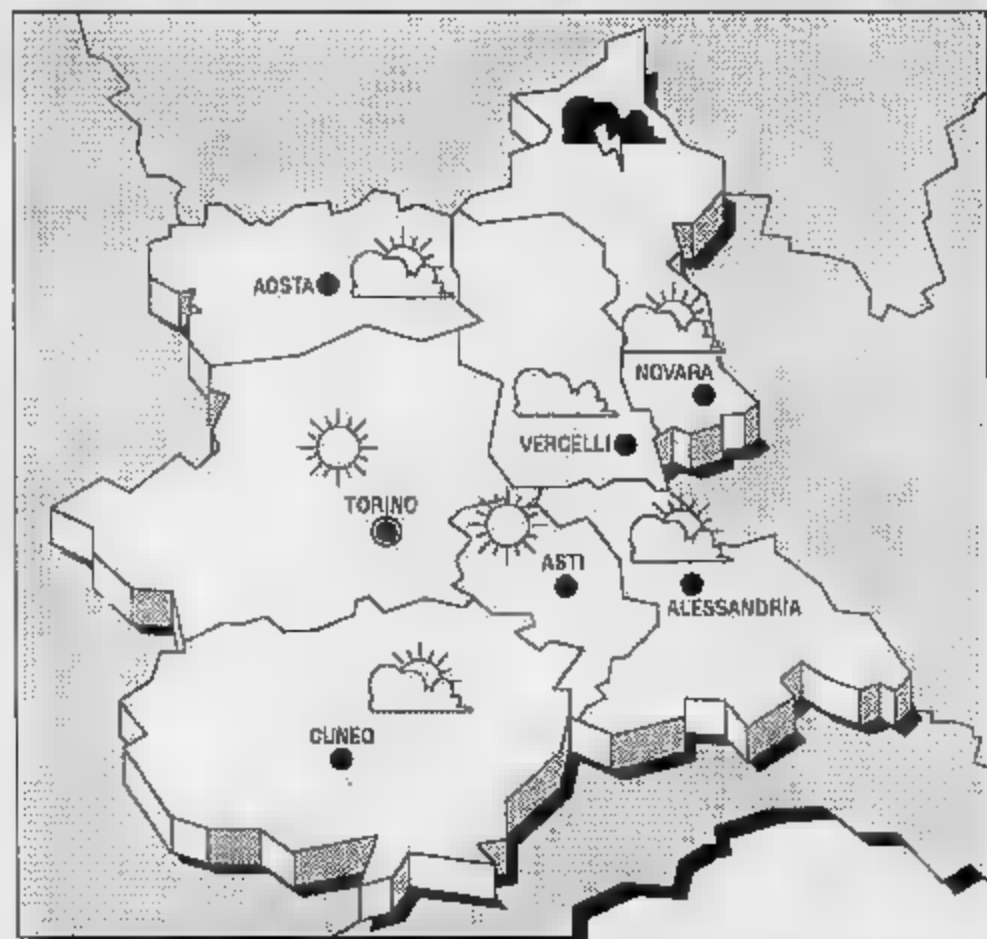 AOSTA
NOVARA
VERCELLI
TORINO
ASTI
ALESSANDRIA
CUNEO